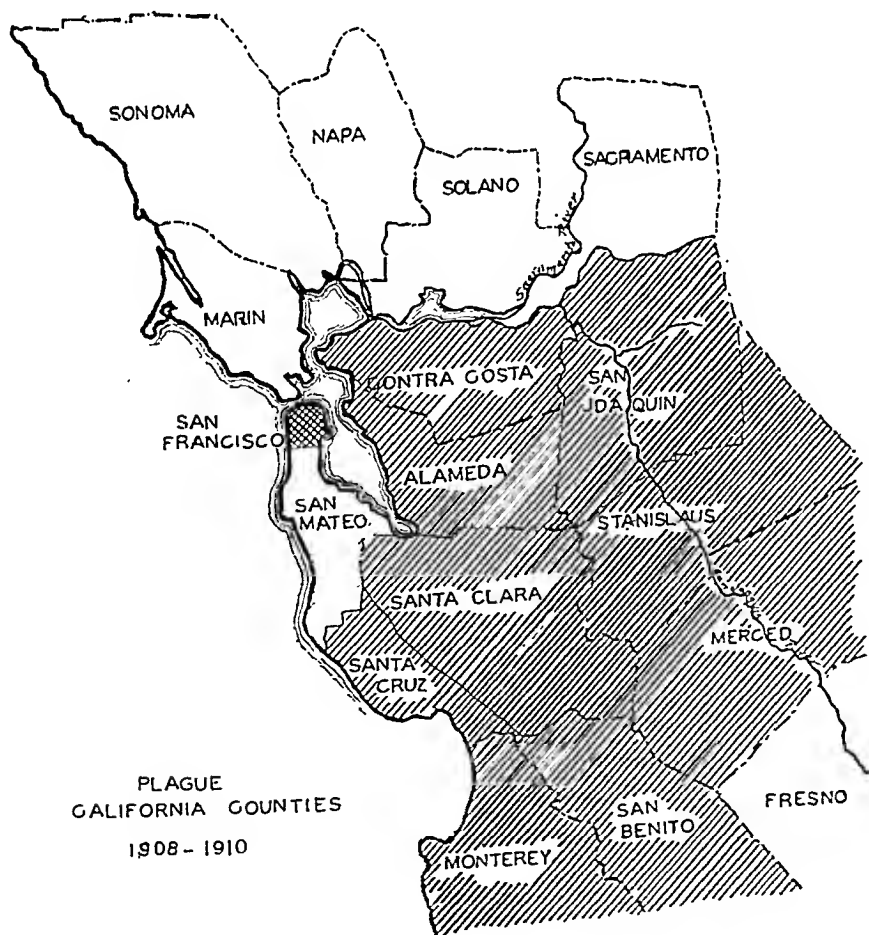 SONOMA
NAPA
SOLANO
SACRAMENTO
Sacramento River
MARIN
CONTRA COSTA
SAN
JOAQUIN
SAN
FRANCISCO
ALAMEDA
SAN
MATEO.
STANISLAUS
SANTA CLARA
MERCED
SANTA
CRUZ
PLAGUE
CALIFORNIA COUNTIES
1908-1910
FRESNO
SAN
BENITO
MONTEREY